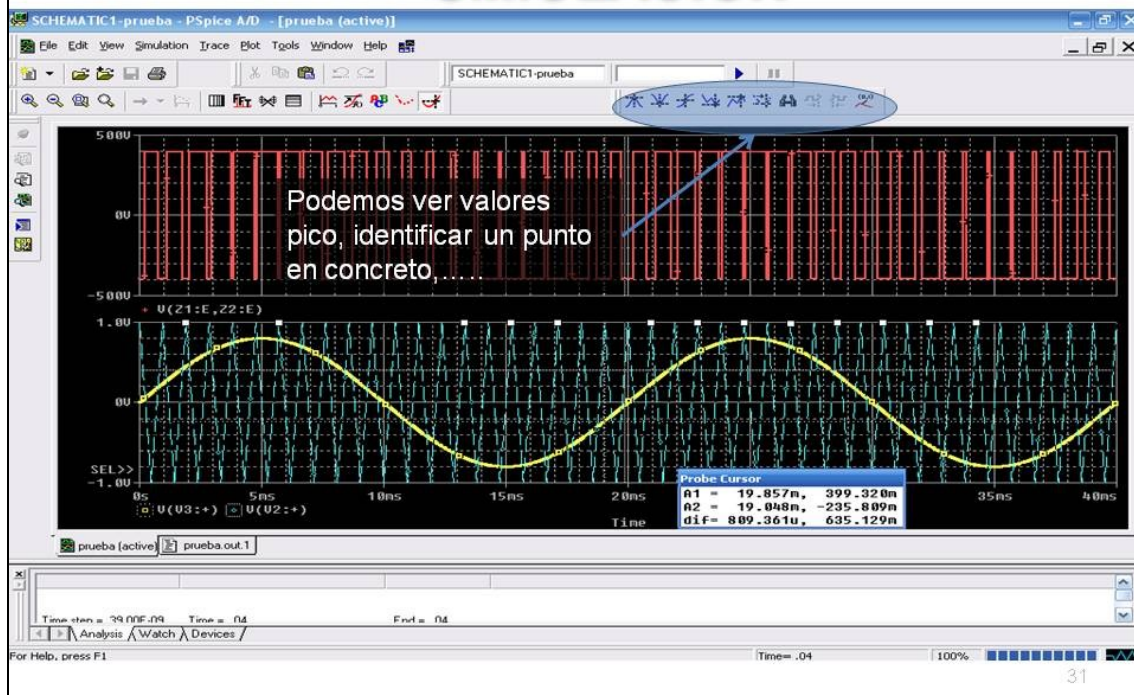 SCHEMATIC1-prueba - PSpice A/D - [prueba (active)]
File Edit View Simulation Trace Plot Tools Window Help
SCHEMATIC1-prueba
500V
0V
-500V
Podemos ver valores
pico, identificar un punto
en concreto,.....
V(Z1:E,Z2:E)
1.0V
0V
SEL>>
-1.0V
0s 5ms 10ms 15ms 20ms 35ms 40ms
V(V3:+) V(V2:+)
Time
Probe Cursor
A1 = 19.857m, 399.320m
A2 = 19.048m, -235.809m
dif= 809.361u, 635.129m
prueba (active) prueba.out.1
Time step = 39.00E-09 Time = .04 End = .04
Analysis Watch Devices
For Help, press F1 Time= .04 100%
31